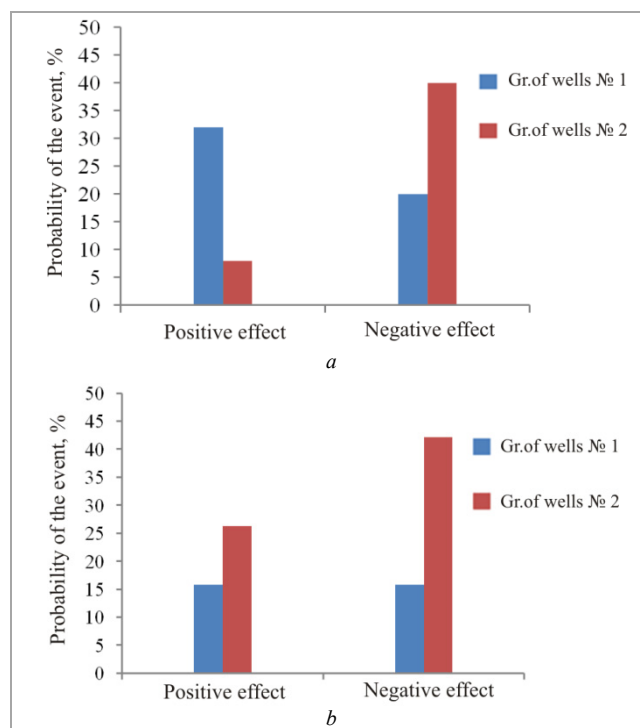 50
45
40
35
30
25
20
15
10
5
0
Probability of the event, %
Gr.of wells № 1
Gr.of wells № 2
Positive effect Negative effect
a
50
45
40
35
30
25
20
15
10
5
0
Probability of the event, %
Gr.of wells № 1
Gr.of wells № 2
Positive effect Negative effect
b